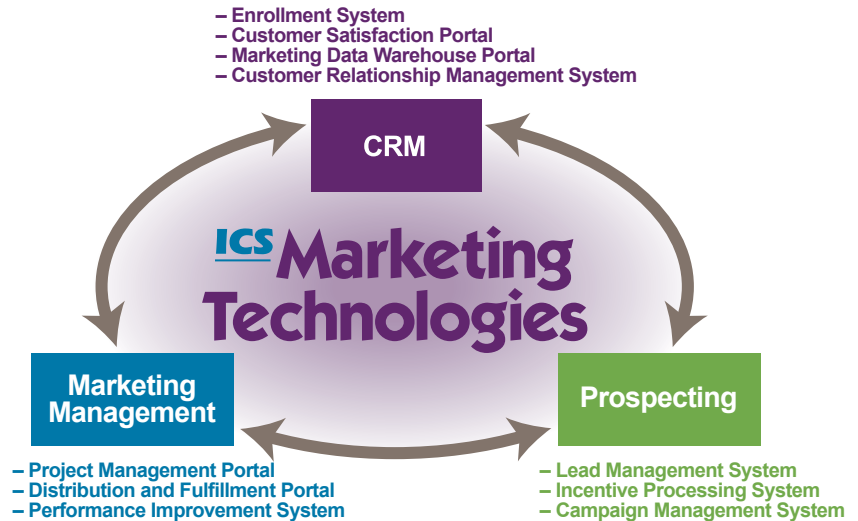 – Enrollment System
– Customer Satisfaction Portal
– Marketing Data Warehouse Portal
– Customer Relationship Management System
CRM
ICS Marketing
Technologies
Marketing
Management
Prospecting
– Project Management Portal
– Distribution and Fulfillment Portal
– Performance Improvement System
– Lead Management System
– Incentive Processing System
– Campaign Management System